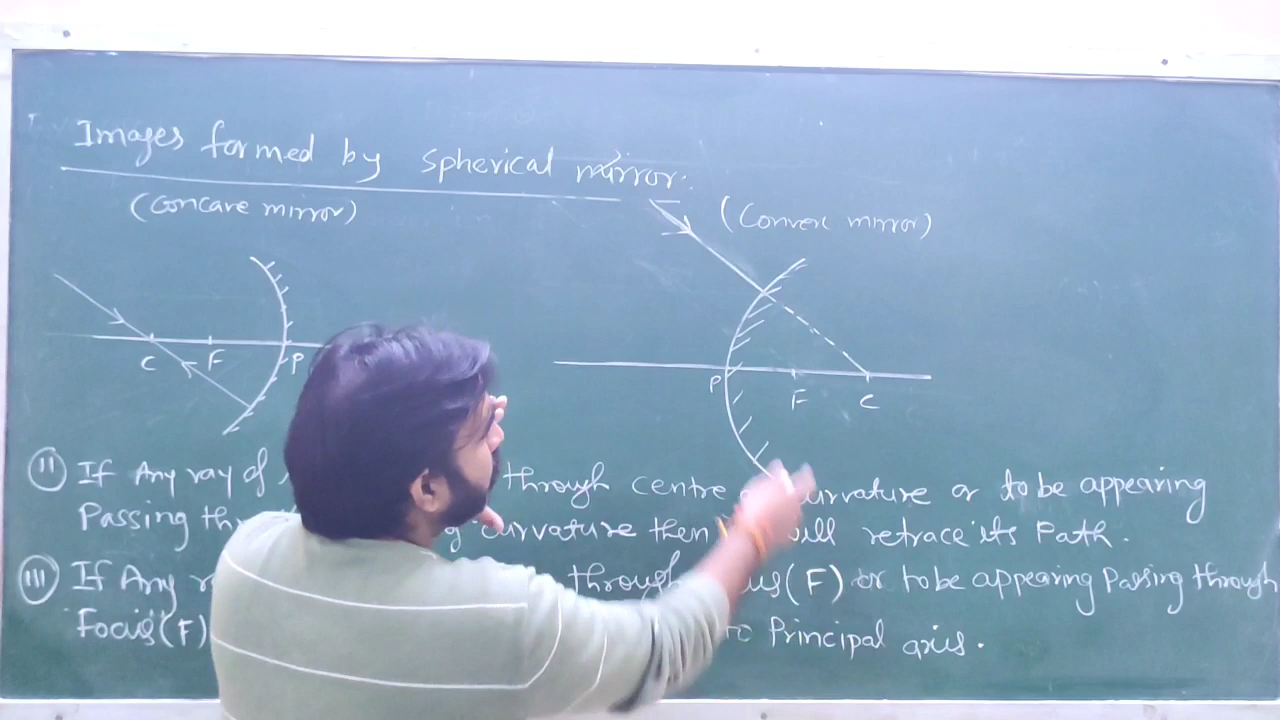 Images formed by spherical mirror.
(Concave mirror) (Convex mirror)
C F P
P F C
(II) If Any ray of through centre curvature or to be appearing
Passing curvature then will retrace its Path.
(III) If Any through (F) or to be appearing Passing through
Focus (F) to Principal axis.